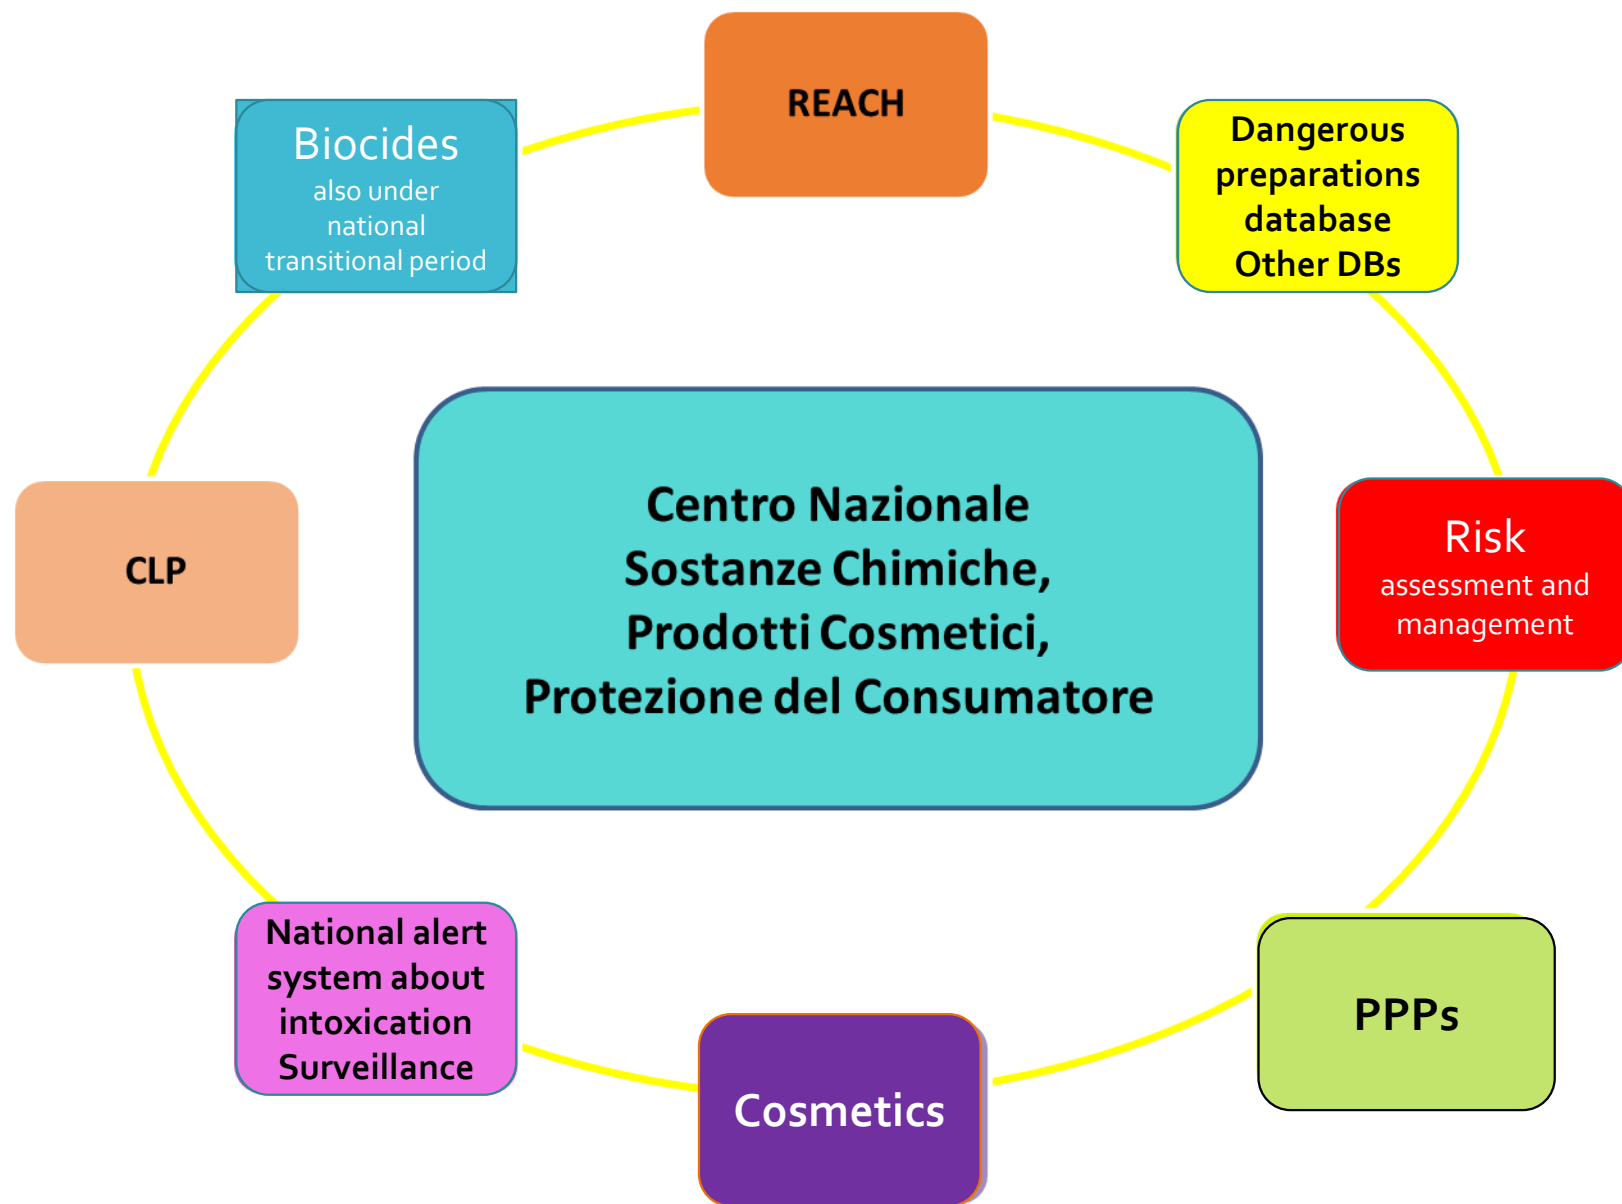 REACH
Biocides
also under
national
transitional period
Dangerous
preparations
database
Other DBs
Centro Nazionale
Sostanze Chimiche,
Prodotti Cosmetici,
Protezione del Consumatore
CLP
Risk
assessment and
management
National alert
system about
intoxication
Surveillance
PPPs
Cosmetics